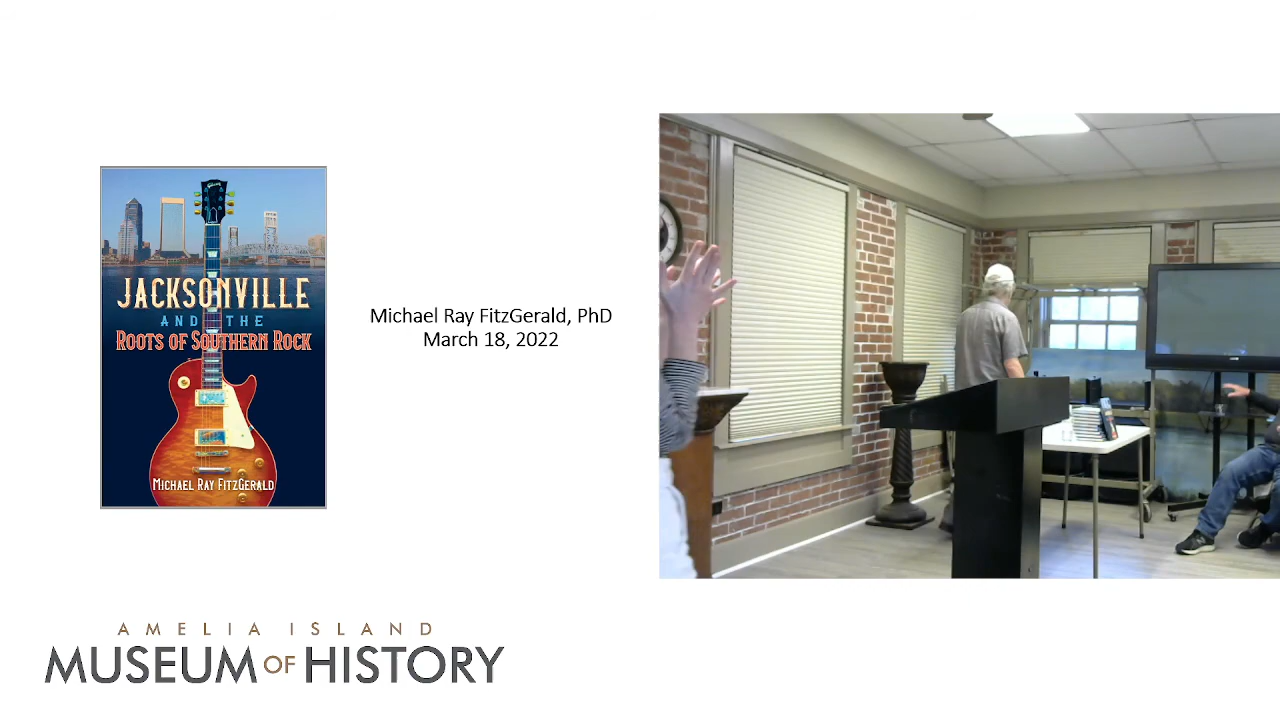 Gibson
JACKSONVILLE
AND THE
ROOTS OF SOUTHERN ROCK
MICHAEL RAY FITZGERALD
Michael Ray FitzGerald, PhD
March 18, 2022
AMELIA ISLAND
MUSEUM OF HISTORY